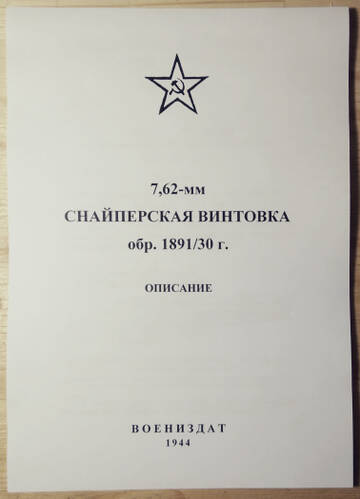 7,62-мм
СНАЙПЕРСКАЯ ВИНТОВКА
обр. 1891/30 г.
ОПИСАНИЕ
ВОЕНИЗДАТ
1944